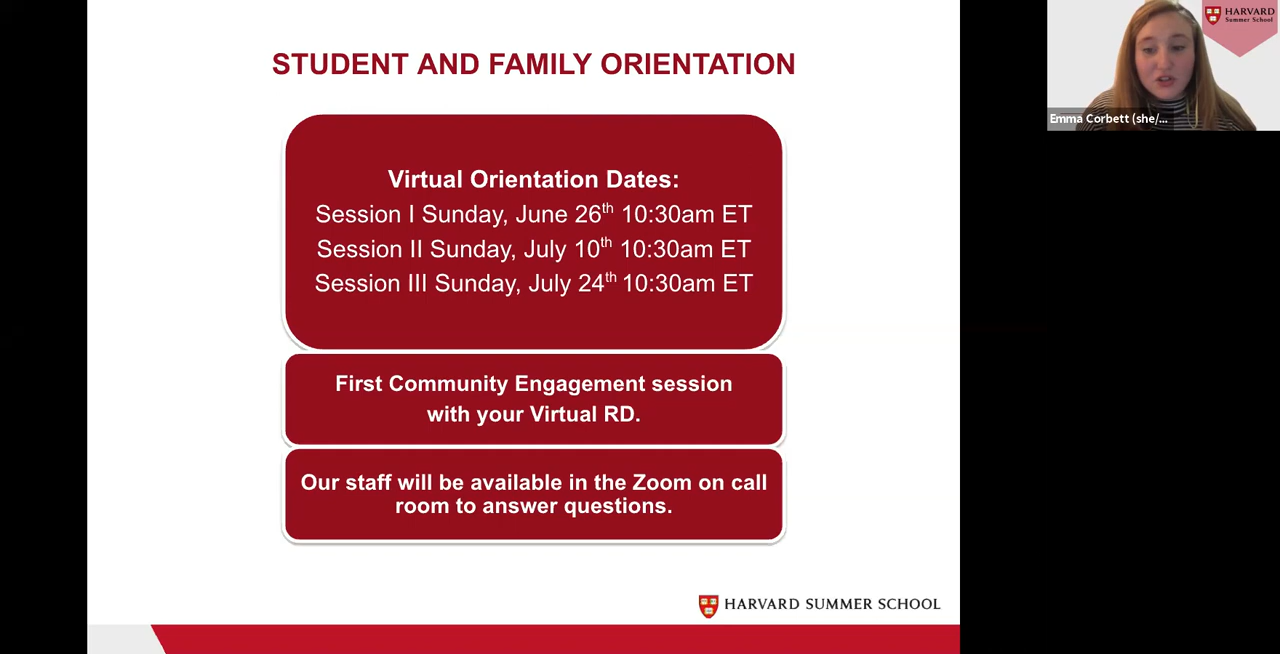 STUDENT AND FAMILY ORIENTATION
Virtual Orientation Dates:
Session I Sunday, June 26th 10:30am ET
Session II Sunday, July 10th 10:30am ET
Session III Sunday, July 24th 10:30am ET
First Community Engagement session
with your Virtual RD.
Our staff will be available in the Zoom on call
room to answer questions.
HARVARD SUMMER SCHOOL
HARVARD
Summer School
Emma Corbett (she/...